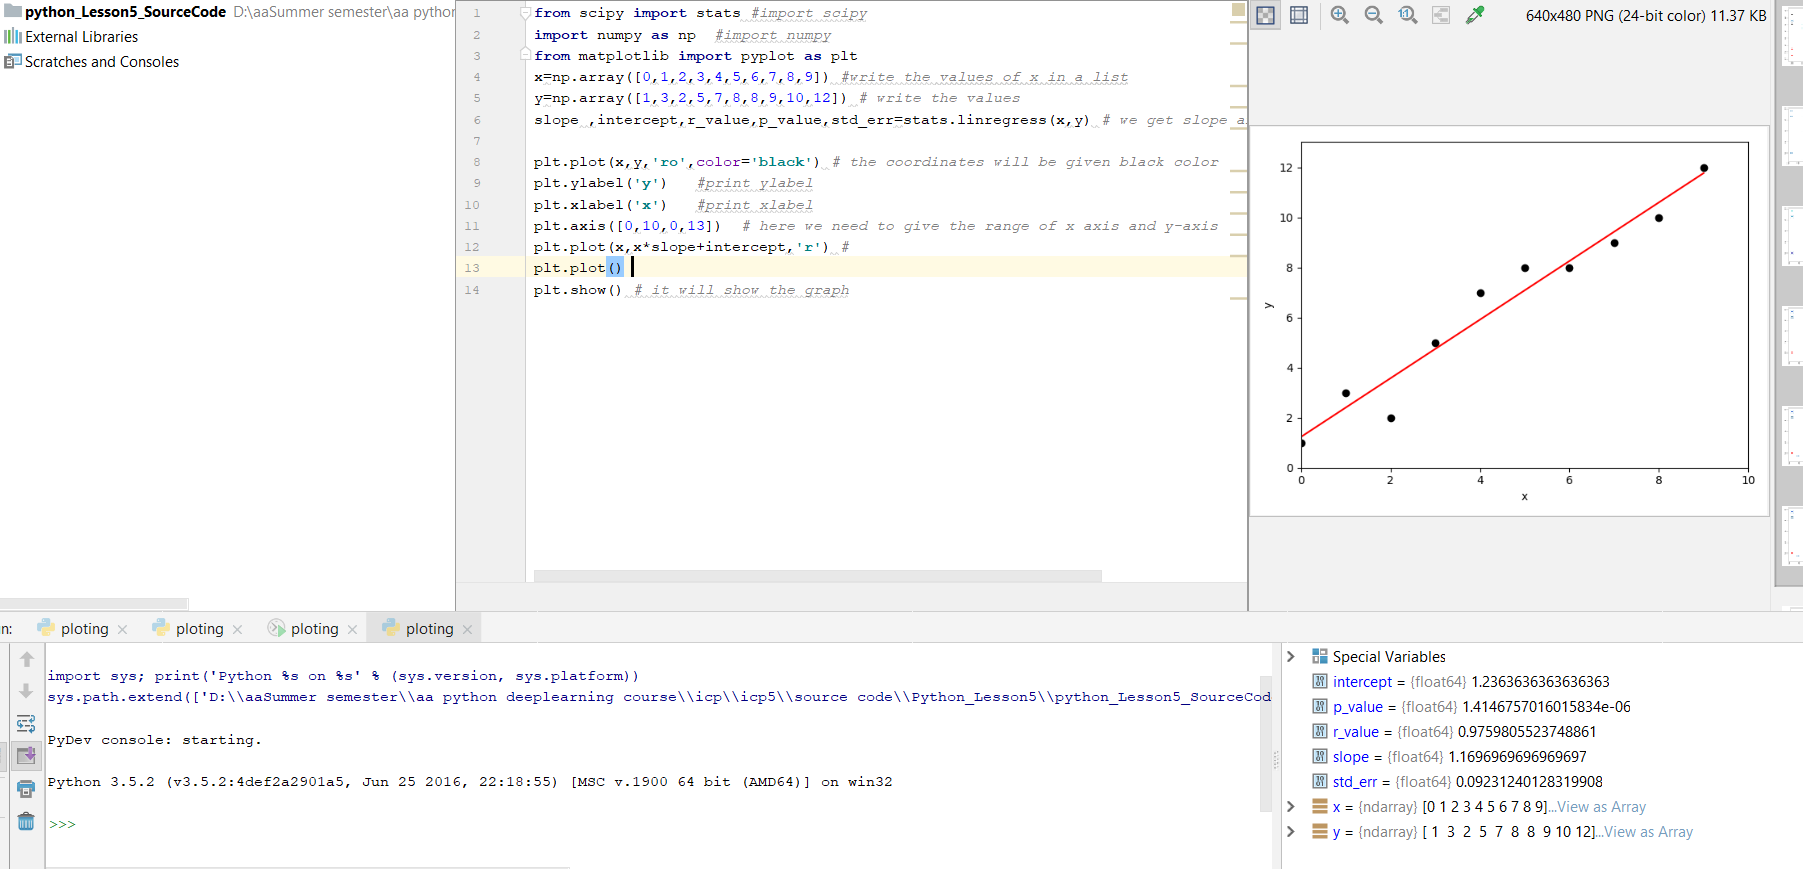 python_Lesson5_SourceCode D:\aaSummer semester\aa python
External Libraries
Scratches and Consoles
1 from scipy import stats #import scipy
2 import numpy as np #import numpy
3 from matplotlib import pyplot as plt
4 x=np.array([0,1,2,3,4,5,6,7,8,9]) #write the values of x in a list
5 y=np.array([1,3,2,5,7,8,8,9,10,12]) # write the values
6 slope ,intercept,r_value,p_value,std_err=stats.linregress(x,y) # we get slope a
7
8 plt.plot(x,y,'ro',color='black') # the coordinates will be given black color
9 plt.ylabel('y') #print ylabel
10 plt.xlabel('x') #print xlabel
11 plt.axis([0,10,0,13]) # here we need to give the range of x axis and y-axis
12 plt.plot(x,x*slope+intercept,'r') #
13 plt.plot()
14 plt.show() # it will show the graph
640x480 PNG (24-bit color) 11.37 KB
12
10
8
6
4
2
0
y
0 2 4 6 8 10
x
n: ploting ploting ploting ploting
import sys; print('Python %s on %s' % (sys.version, sys.platform))
sys.path.extend(['D:\\aaSummer semester\\aa python deeplearning course\\icp\\icp5\\source code\\Python_Lesson5\\python_Lesson5_SourceCod
PyDev console: starting.
Python 3.5.2 (v3.5.2:4def2a2901a5, Jun 25 2016, 22:18:55) [MSC v.1900 64 bit (AMD64)] on win32
>>>
Special Variables
intercept = {float64} 1.2363636363636363
p_value = {float64} 1.4146757016015834e-06
r_value = {float64} 0.9759805523748861
slope = {float64} 1.1696969696969697
std_err = {float64} 0.09231240128319908
x = {ndarray} [0 1 2 3 4 5 6 7 8 9]...View as Array
y = {ndarray} [ 1 3 2 5 7 8 8 9 10 12]...View as Array